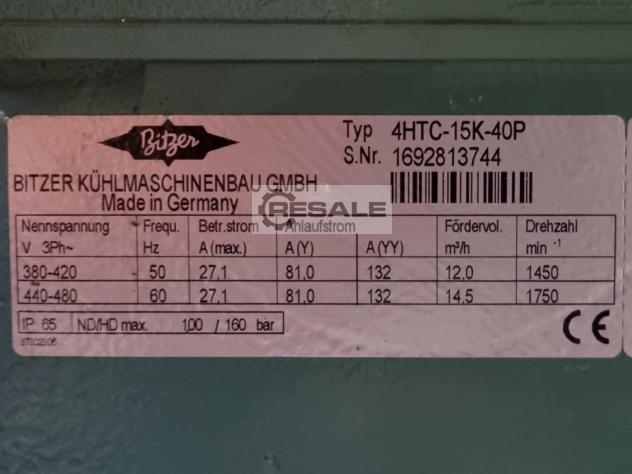 Bitzer
Typ 4HTC-15K-40P
S.Nr. 1692813744
BITZER KÜHLMASCHINENBAU GMBH
Made in Germany
RESALE
Nennspannung Frequ. Betr.strom Anlaufstrom Fördervol. Drehzahl
V 3Ph~ Hz A (max.) A (Y) A (YY) m³/h min -1
380-420 50 27,1 81,0 132 12,0 1450
440-480 60 27,1 81,0 132 14,5 1750
IP 65 ND/HD max. 100 / 160 bar
CE